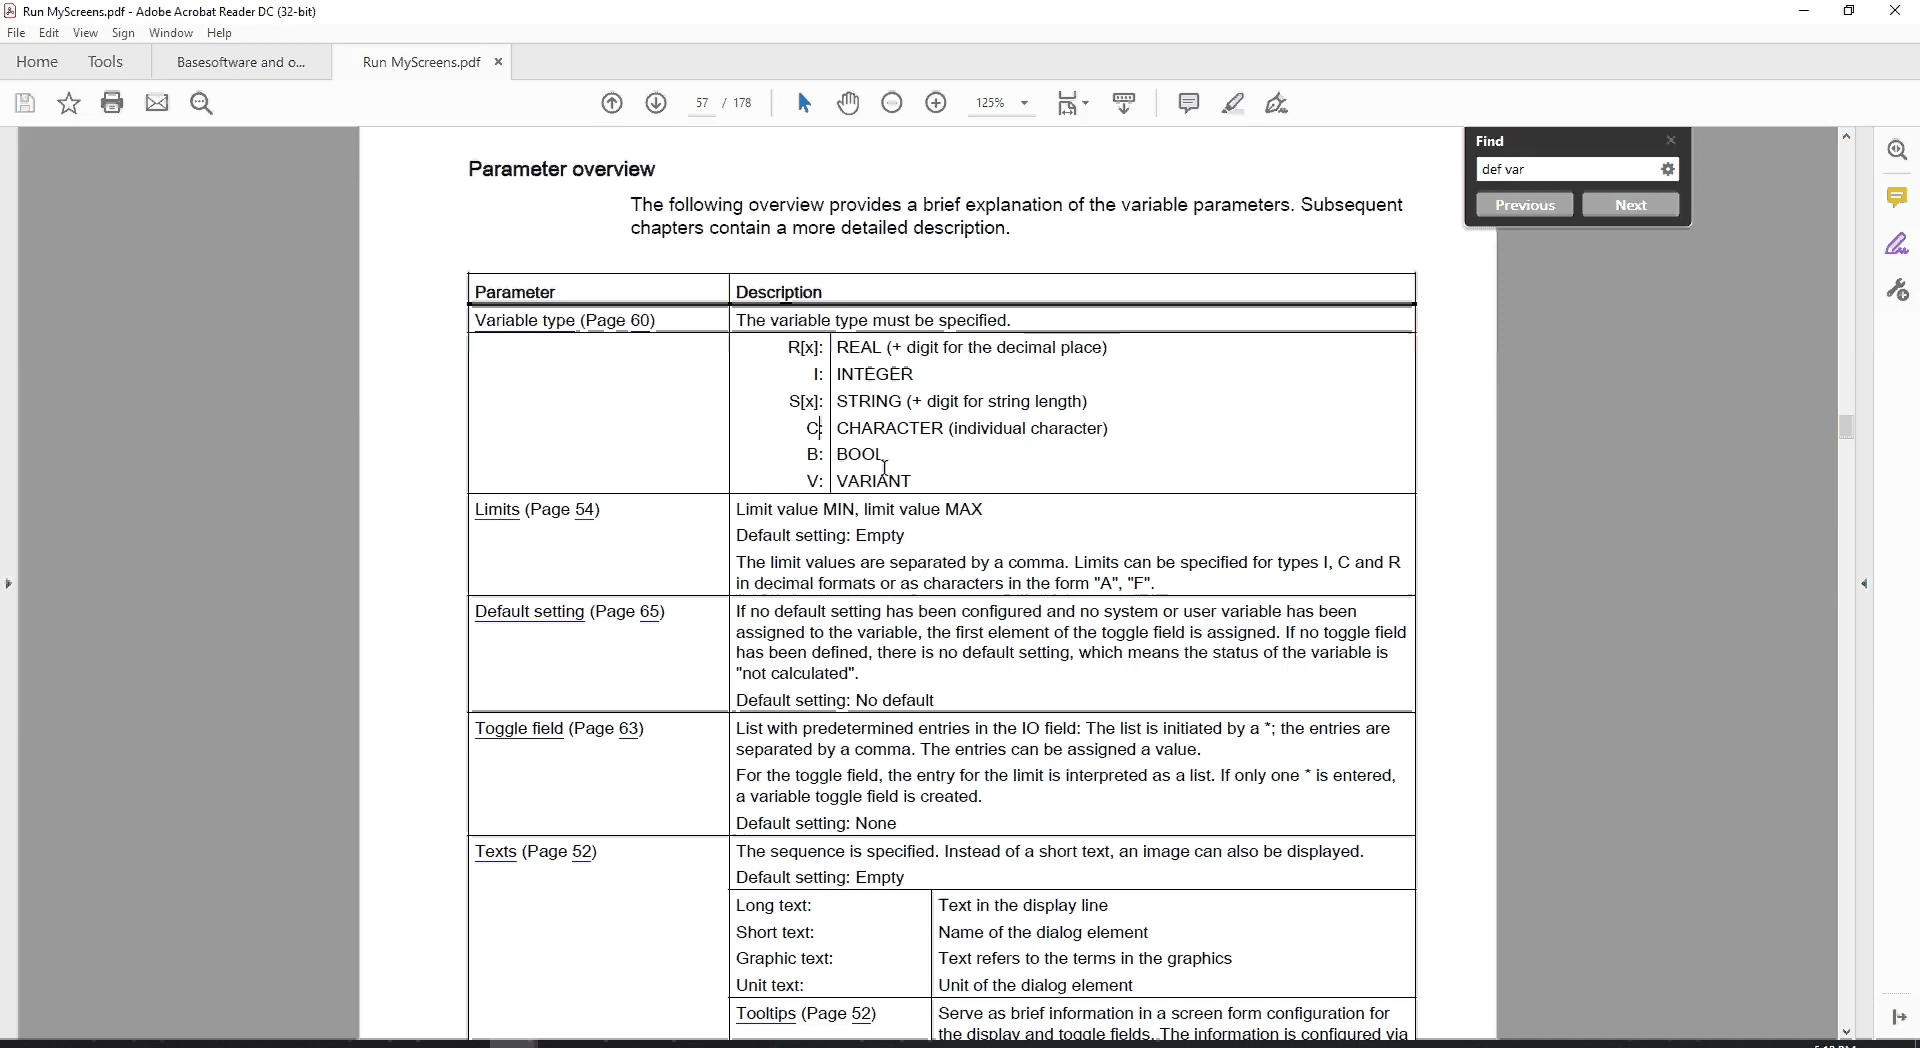 Run MyScreens.pdf - Adobe Acrobat Reader DC (32-bit)
File Edit View Sign Window Help
Home Tools Basesoftware and o... Run MyScreens.pdf
57 / 178 125%
Find
def var
Previous Next
Parameter overview
The following overview provides a brief explanation of the variable parameters. Subsequent
chapters contain a more detailed description.
Parameter Description
Variable type (Page 60) The variable type must be specified.
R[x]: REAL (+ digit for the decimal place)
I: INTEGER
S[x]: STRING (+ digit for string length)
C: CHARACTER (individual character)
B: BOOL
V: VARIANT
Limits (Page 54) Limit value MIN, limit value MAX
Default setting: Empty
The limit values are separated by a comma. Limits can be specified for types I, C and R
in decimal formats or as characters in the form "A", "F".
Default setting (Page 65) If no default setting has been configured and no system or user variable has been
assigned to the variable, the first element of the toggle field is assigned. If no toggle field
has been defined, there is no default setting, which means the status of the variable is
"not calculated".
Default setting: No default
Toggle field (Page 63) List with predetermined entries in the IO field: The list is initiated by a *; the entries are
separated by a comma. The entries can be assigned a value.
For the toggle field, the entry for the limit is interpreted as a list. If only one * is entered,
a variable toggle field is created.
Default setting: None
Texts (Page 52) The sequence is specified. Instead of a short text, an image can also be displayed.
Default setting: Empty
Long text: Text in the display line
Short text: Name of the dialog element
Graphic text: Text refers to the terms in the graphics
Unit text: Unit of the dialog element
Tooltips (Page 52) Serve as brief information in a screen form configuration for
the display and toggle fields. The information is configured via